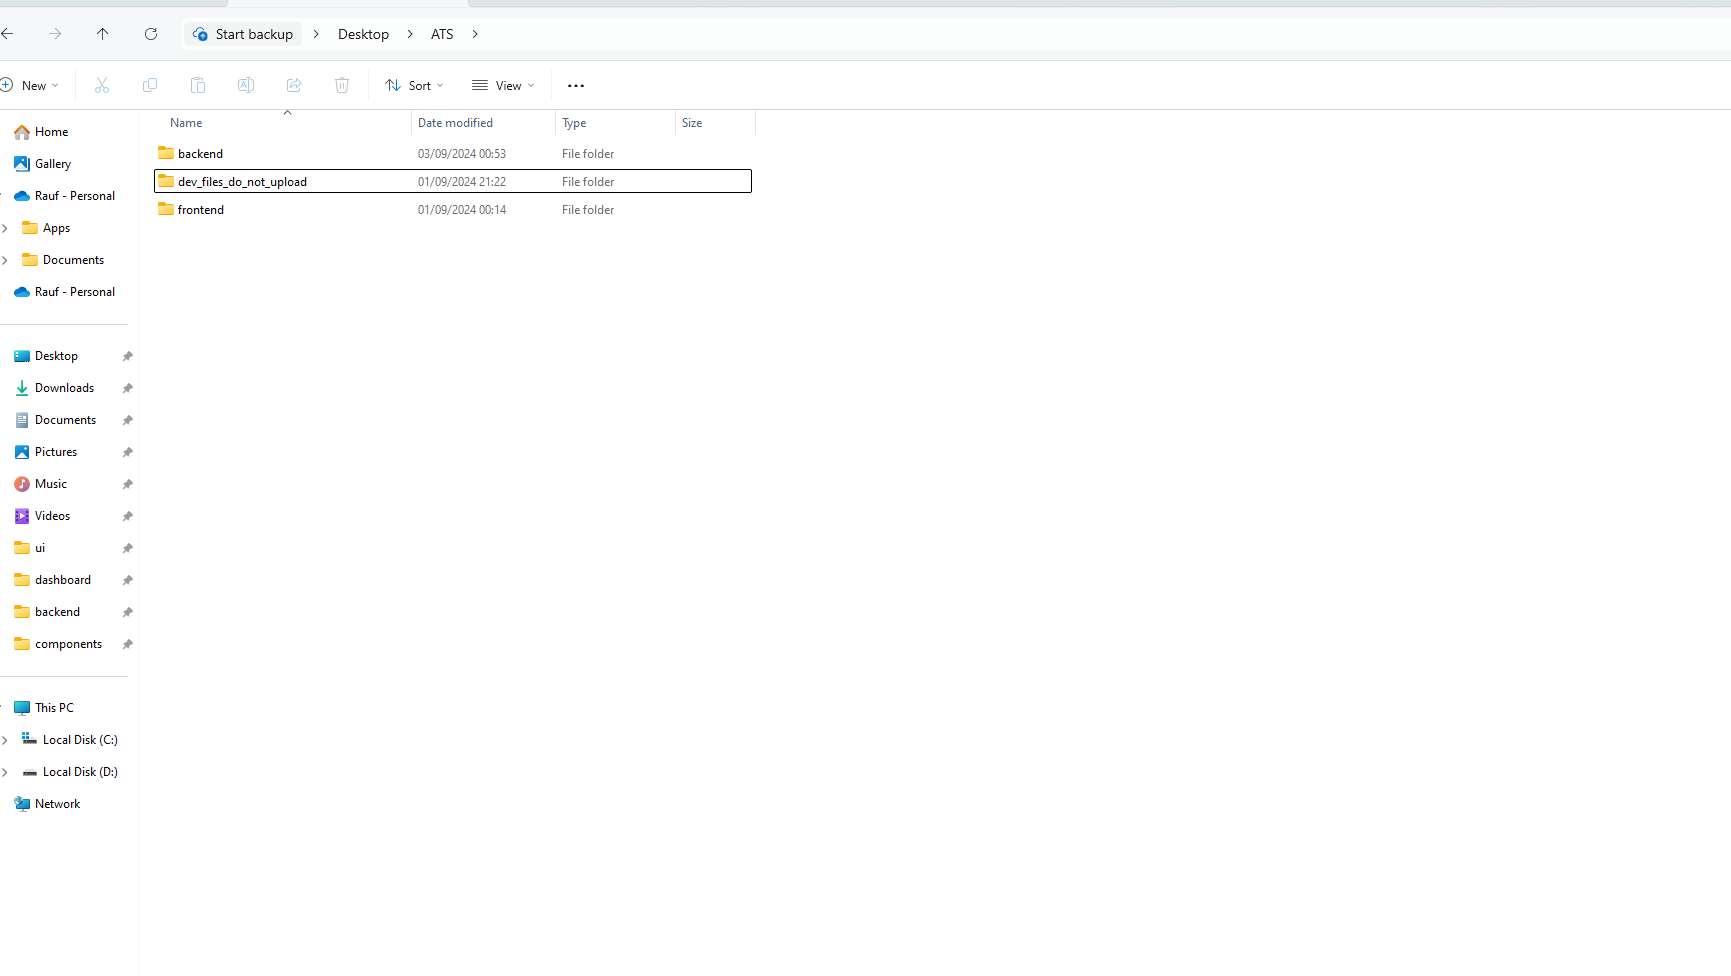 Start backup > Desktop > ATS >
New Sort View ...
Name Date modified Type Size
backend 03/09/2024 00:53 File folder
dev_files_do_not_upload 01/09/2024 21:22 File folder
frontend 01/09/2024 00:14 File folder
Home
Gallery
Rauf - Personal
Apps
Documents
Rauf - Personal
Desktop
Downloads
Documents
Pictures
Music
Videos
ui
dashboard
backend
components
This PC
Local Disk (C:)
Local Disk (D:)
Network